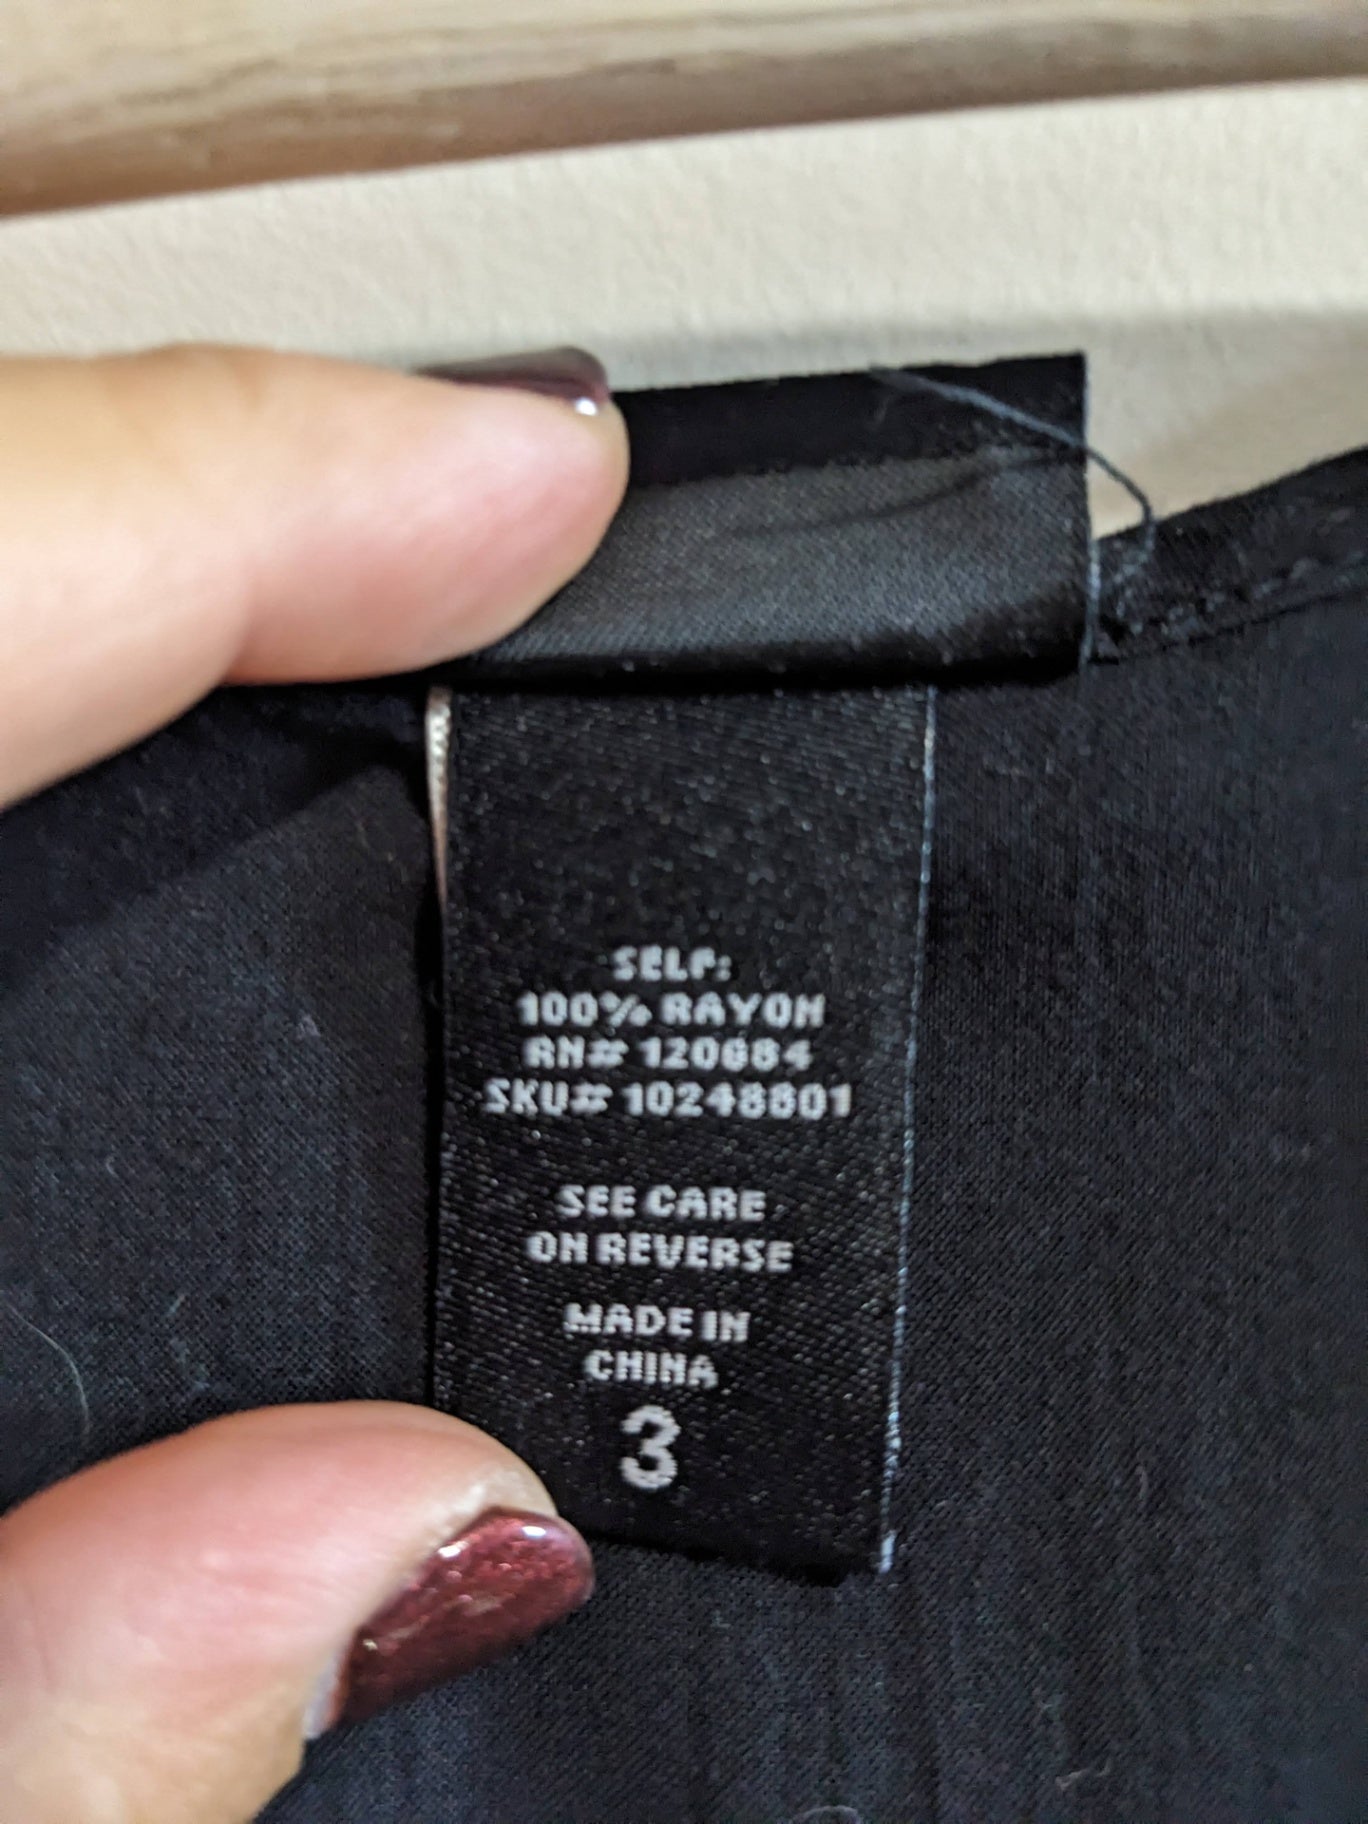 SELF:
100% RAYON
RN# 120684
SKU# 10248801
SEE CARE
ON REVERSE
MADE IN
CHINA
3